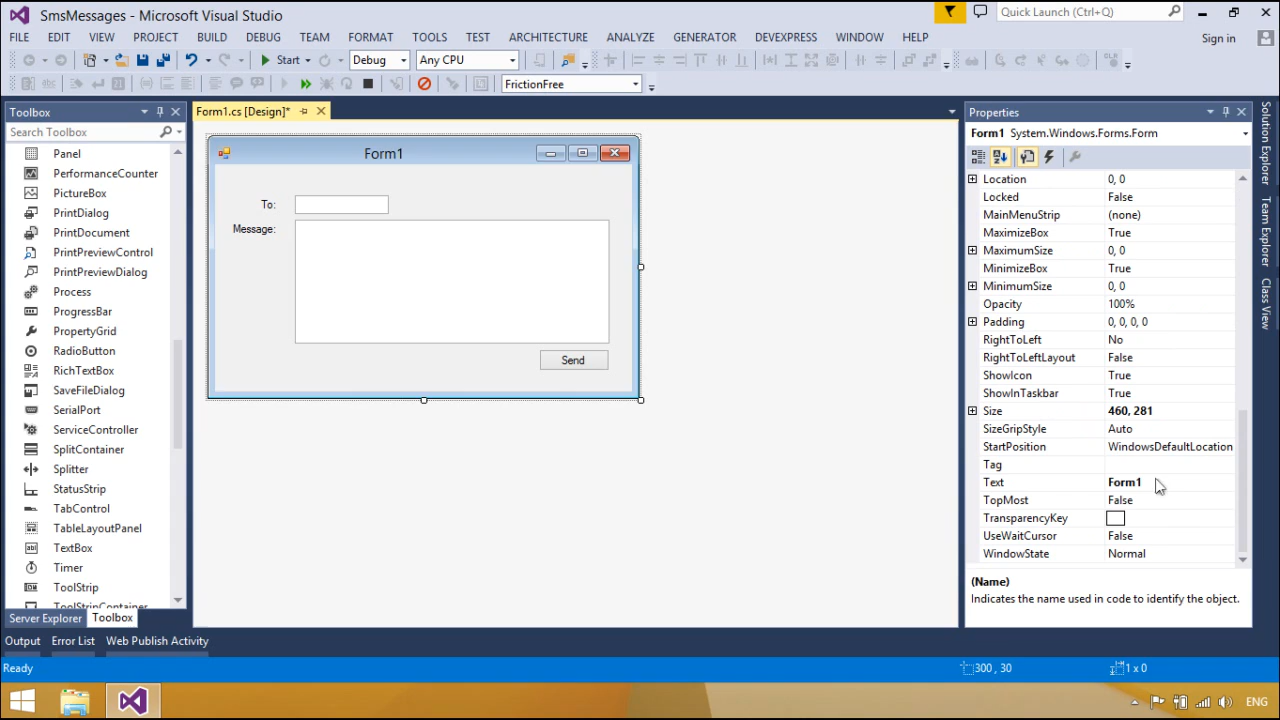 SmsMessages - Microsoft Visual Studio
Quick Launch (Ctrl+Q)
FILE EDIT VIEW PROJECT BUILD DEBUG TEAM FORMAT TOOLS TEST ARCHITECTURE ANALYZE GENERATOR DEVEXPRESS WINDOW HELP
Sign in
Start Debug Any CPU
FrictionFree
Toolbox
Search Toolbox
Panel
PerformanceCounter
PictureBox
PrintDialog
PrintDocument
PrintPreviewControl
PrintPreviewDialog
Process
ProgressBar
PropertyGrid
RadioButton
RichTextBox
SaveFileDialog
SerialPort
ServiceController
SplitContainer
Splitter
StatusStrip
TabControl
TableLayoutPanel
TextBox
Timer
ToolStrip
ToolStripContainer
Server Explorer Toolbox
Output Error List Web Publish Activity
Form1.cs [Design]*
Form1
To:
Message:
Send
Properties
Form1 System.Windows.Forms.Form
Location 0, 0
Locked False
MainMenuStrip (none)
MaximizeBox True
MaximumSize 0, 0
MinimizeBox True
MinimumSize 0, 0
Opacity 100%
Padding 0, 0, 0, 0
RightToLeft No
RightToLeftLayout False
ShowIcon True
ShowInTaskbar True
Size 460, 281
SizeGripStyle Auto
StartPosition WindowsDefaultLocation
Tag
Text Form1
TopMost False
TransparencyKey
UseWaitCursor False
WindowState Normal
(Name)
Indicates the name used in code to identify the object.
Solution Explorer
Team Explorer
Class View
Ready
300 , 30
1 x 0
ENG